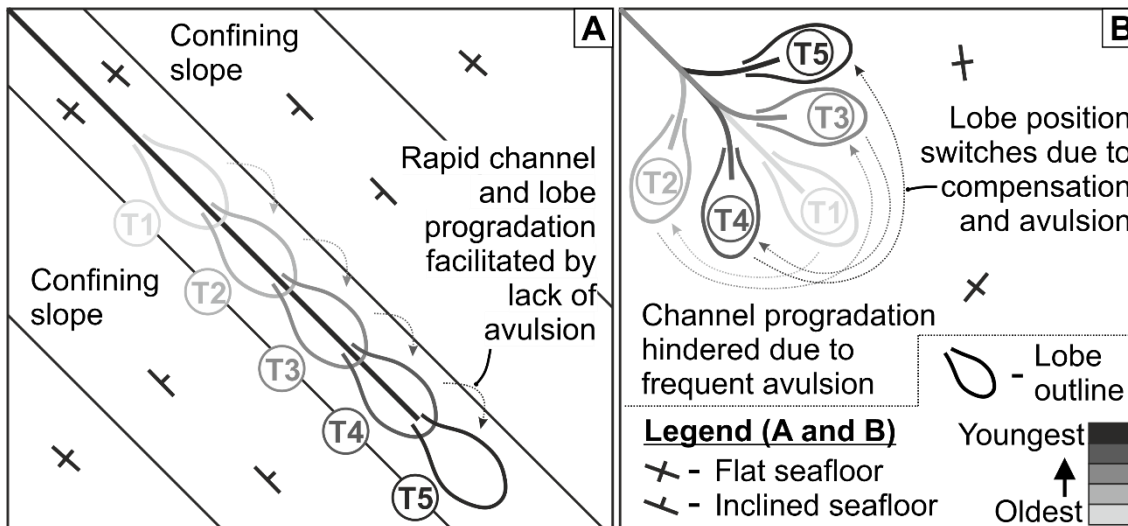 A
Confining
slope
Rapid channel
and lobe
progradation
facilitated by
lack of
avulsion
Confining
slope
T1
T2
T3
T4
T5
B
T5
T3
T2
T4
T1
Lobe position
switches due to
compensation
and avulsion
Channel progradation
hindered due to
frequent avulsion
- Lobe
outline
Legend (A and B)
- Flat seafloor
- Inclined seafloor
Youngest
Oldest